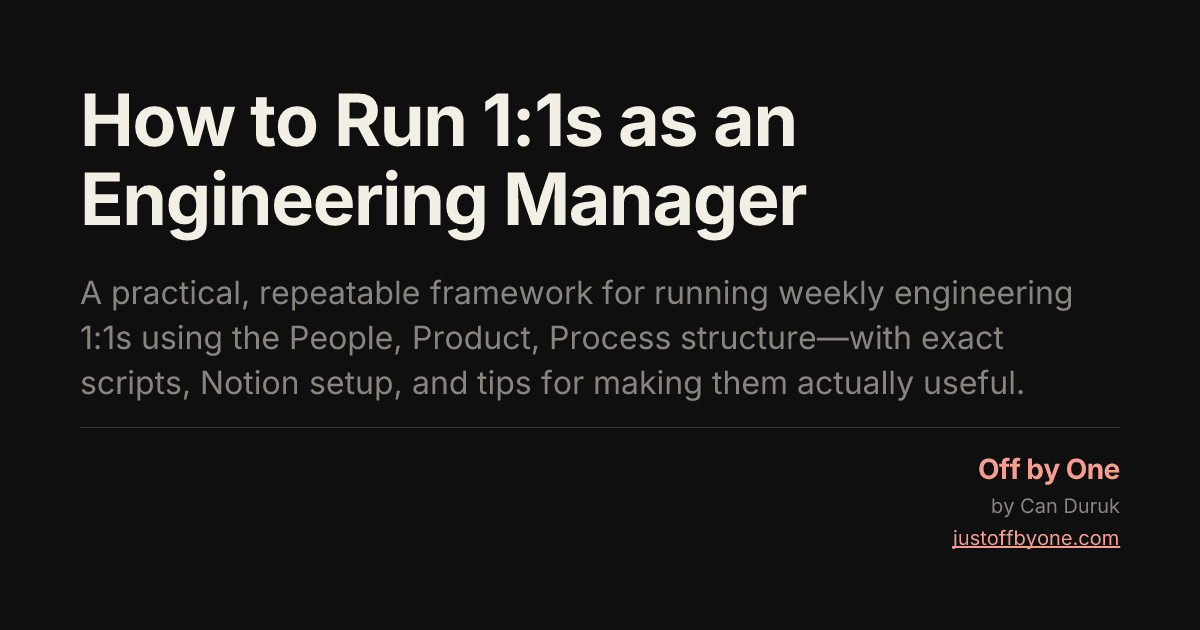 How to Run 1:1s as an
Engineering Manager
A practical, repeatable framework for running weekly engineering
1:1s using the People, Product, Process structure—with exact
scripts, Notion setup, and tips for making them actually useful.
Off by One
by Can Duruk
justoffbyone.com